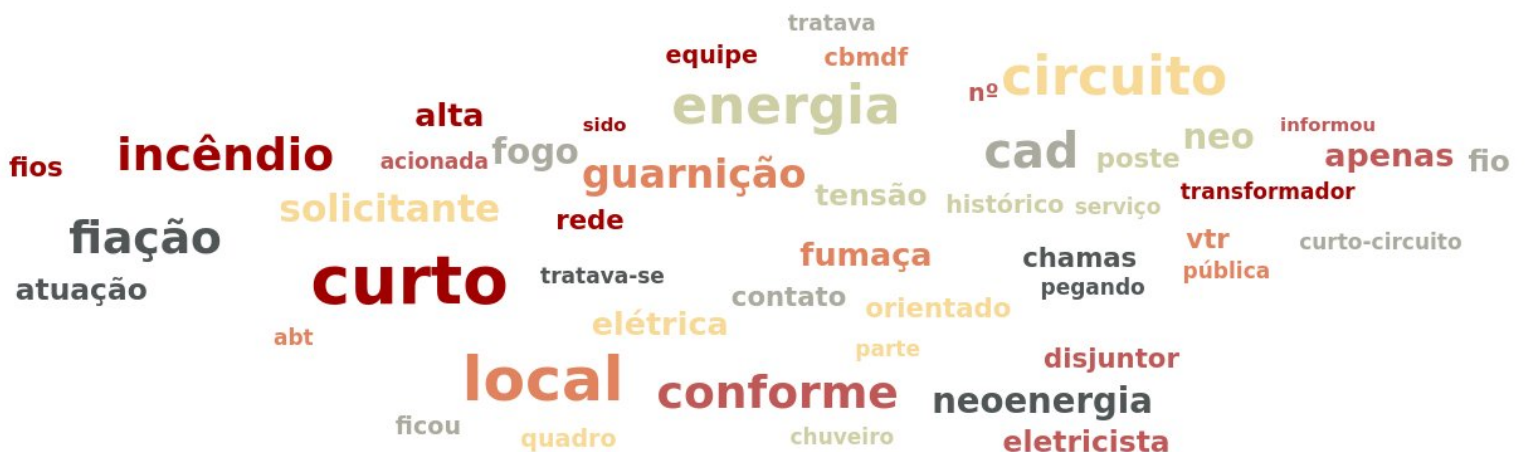 tratava
equipe cbmdf
nº circuito
energia
alta sido informou
incêndio acionada fogo cad poste neo apenas fio
fios guarnição
transformador
solicitante tensão histórico serviço
rede
fiação fumaça vtr curto-circuito
curto tratava-se chamas pública
atuação contato pegando
orientado
abt elétrica
parte disjuntor
local conforme neoenergia
ficou quadro chuveiro eletricista